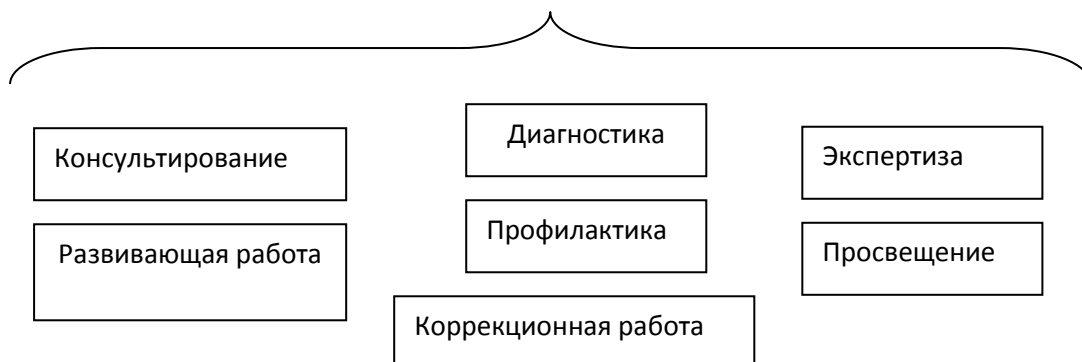 Консультирование
Развивающая работа
Диагностика
Профилактика
Коррекционная работа
Экспертиза
Просвещение